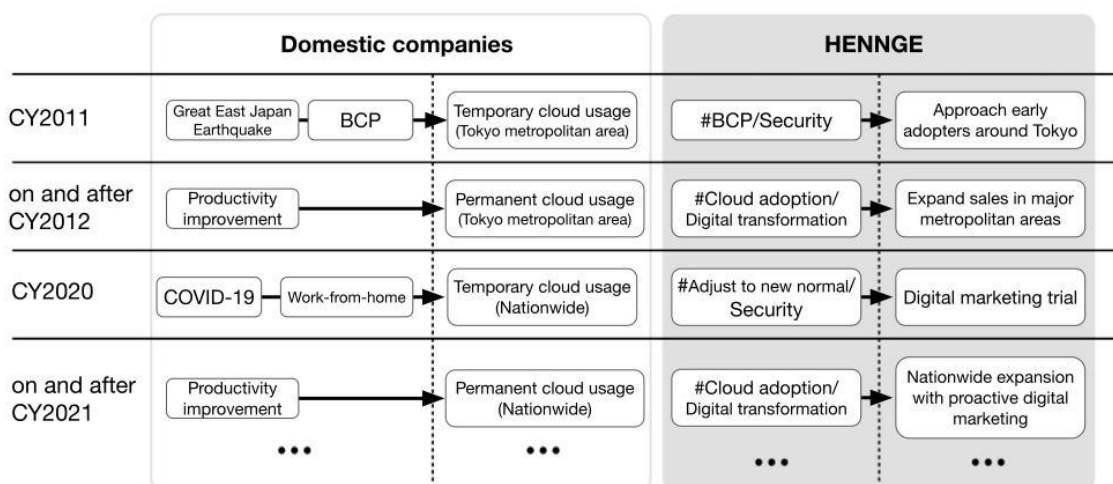 Domestic companies
HENNGE
CY2011
Great East Japan
Earthquake
BCP
Temporary cloud usage
(Tokyo metropolitan area)
#BCP/Security
Approach early
adopters around Tokyo
on and after
CY2012
Productivity
improvement
Permanent cloud usage
(Tokyo metropolitan area)
#Cloud adoption/
Digital transformation
Expand sales in major
metropolitan areas
CY2020
COVID-19
Work-from-home
Temporary cloud usage
(Nationwide)
#Adjust to new normal/
Security
Digital marketing trial
on and after
CY2021
Productivity
improvement
Permanent cloud usage
(Nationwide)
#Cloud adoption/
Digital transformation
Nationwide expansion
with proactive digital
marketing